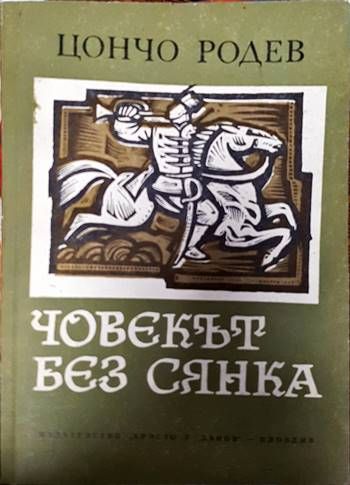 ЦОНЧО РОДЕВ
ЧОВЕКЪТ
БЕЗ СЯНКА
ИЗДАТЕЛСТВО „ХРИСТО Г. ДАНОВ“ — ПЛОВДИВ